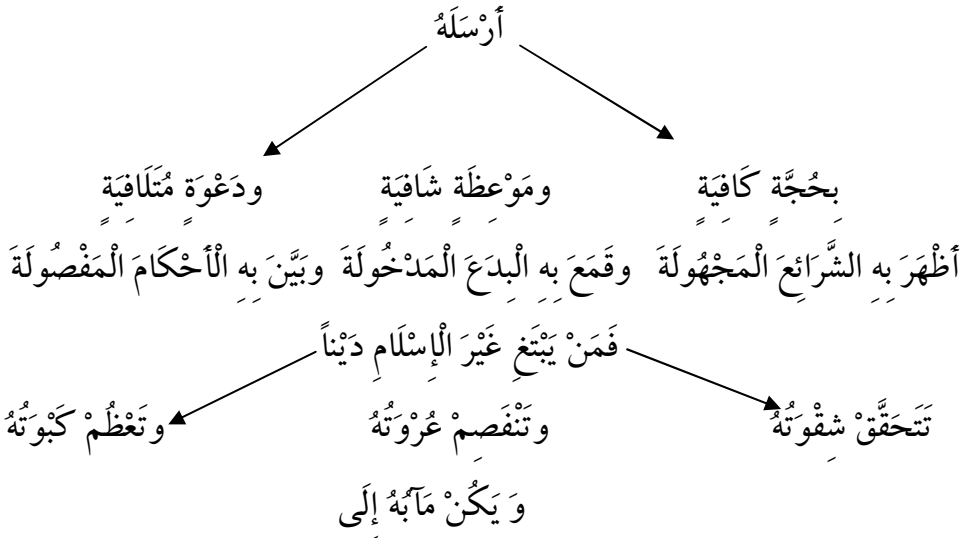 أَرْسَلَهُ
بِحُجَّةٍ كَافِيَةٍ ومَوْعِظَةٍ شَافِيَةٍ ودَعْوَةٍ مُتَلَافِيَةٍ
أَظْهَرَ بِهِ الشَّرَائِعَ الْمَجْهُولَةَ وقَمَعَ بِهِ الْبِدَعَ الْمَدْخُولَةَ وبَيَّنَ بِهِ الْأَحْكَامَ الْمَفْصُولَةَ
فَمَنْ يَبْتَغِ غَيْرَ الْإِسْلَامِ دَيْناً
تَتَحَقَّقْ شِقْوَتُهُ وتَنْفَصِمْ عُرْوَتُهُ وتَعْظُمْ كَبْوَتُهُ
وَ يَكُنْ مَآبُهُ إِلَى